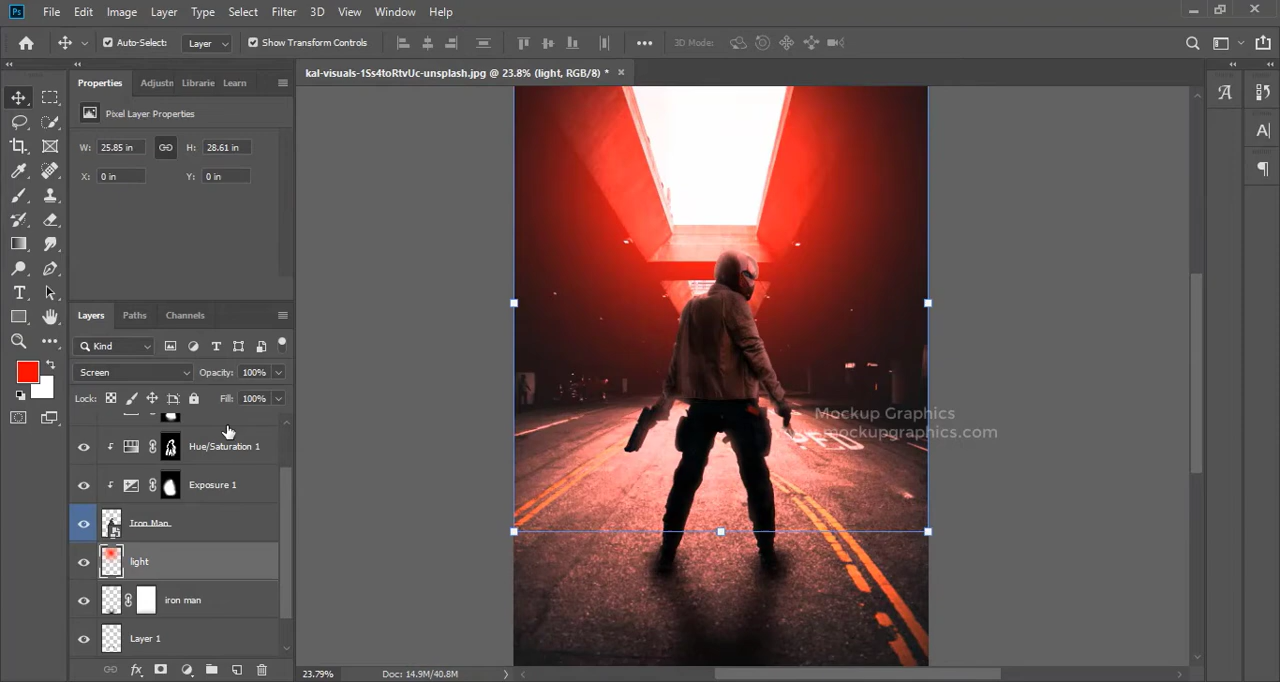 Ps File Edit Image Layer Type Select Filter 3D View Window Help
Auto-Select: Layer Show Transform Controls 3D Mode:
kal-visuals-1Ss4toRtvUc-unsplash.jpg @ 23.8% (light, RGB/8) *
Properties Adjustn Librarie Learn
Pixel Layer Properties
W: 25.85 in H: 28.61 in
X: 0 in Y: 0 in
Layers Paths Channels
Kind
Screen Opacity: 100%
Lock: Fill: 100%
Hue/Saturation 1
Exposure 1
Iron Man
light
iron man
Layer 1
fx
Mockup Graphics
www.mockupgraphics.com
23.79% Doc: 14.9M/40.8M